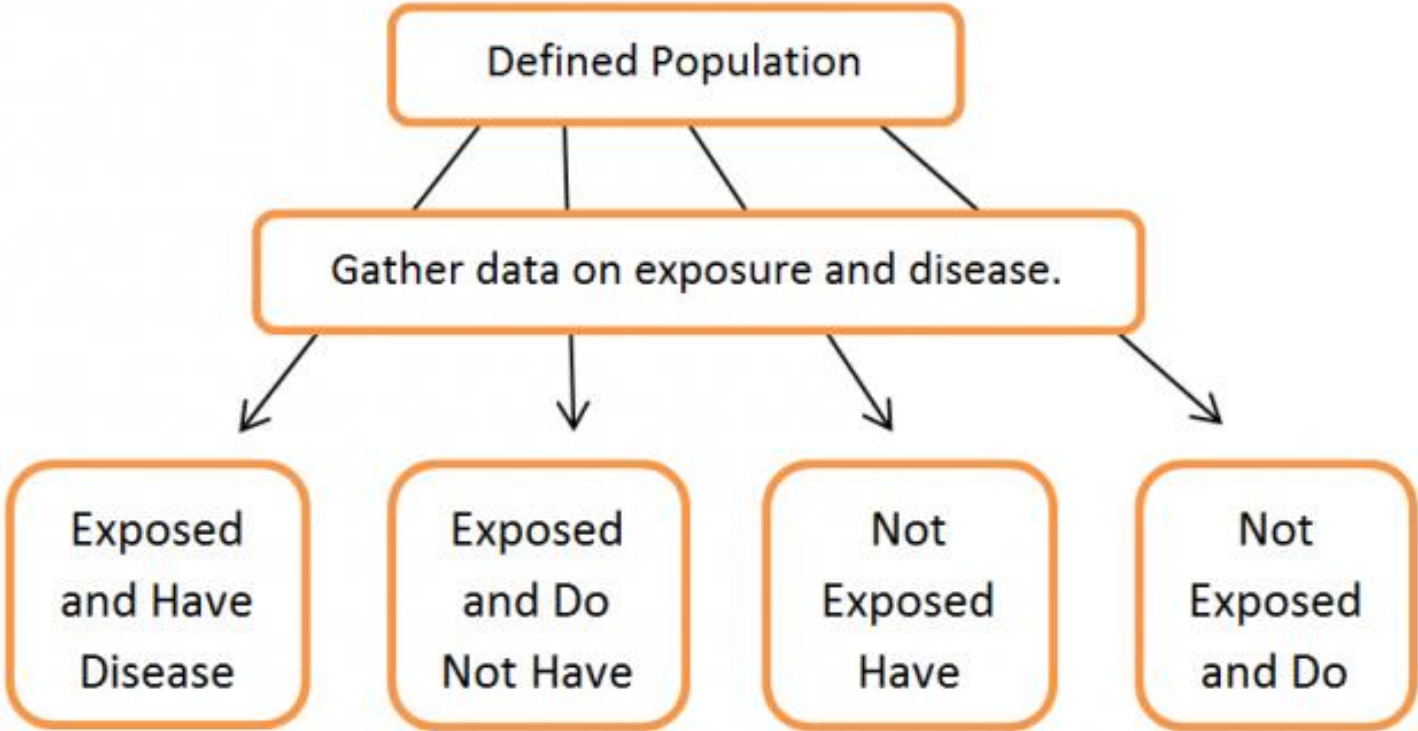 Defined Population
Gather data on exposure and disease.
Exposed
and Have
Disease
Exposed
and Do
Not Have
Not
Exposed
Have
Not
Exposed
and Do